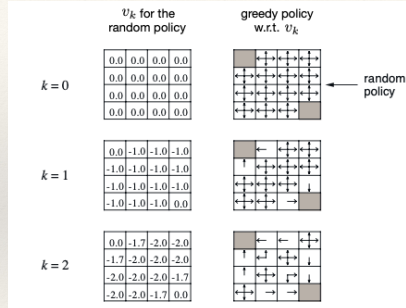 v_k for the random policy
greedy policy w.r.t. v_k
k = 0
0.0 0.0 0.0 0.0
0.0 0.0 0.0 0.0
0.0 0.0 0.0 0.0
0.0 0.0 0.0 0.0
random policy
k = 1
0.0 -1.0 -1.0 -1.0
-1.0 -1.0 -1.0 -1.0
-1.0 -1.0 -1.0 -1.0
-1.0 -1.0 -1.0 0.0
k = 2
0.0 -1.7 -2.0 -2.0
-1.7 -2.0 -2.0 -2.0
-2.0 -2.0 -2.0 -1.7
-2.0 -2.0 -1.7 0.0